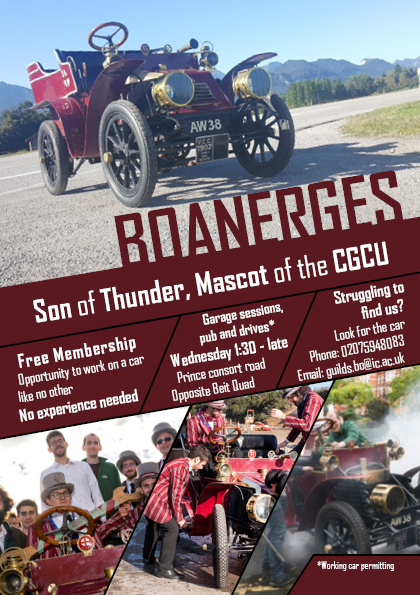 AW 38
V.C.C.
1902
BOANERGES
Son of Thunder, Mascot of the CGCU
Free Membership
Opportunity to work on a car
like no other
No experience needed
Garage sessions,
pub and drives*
Wednesday 1:30 - late
Prince consort road
Opposite Beit Quad
Struggling to
find us?
Look for the car
Phone: 02075948083
Email: guilds.bo@ic.ac.uk
*Working car permitting